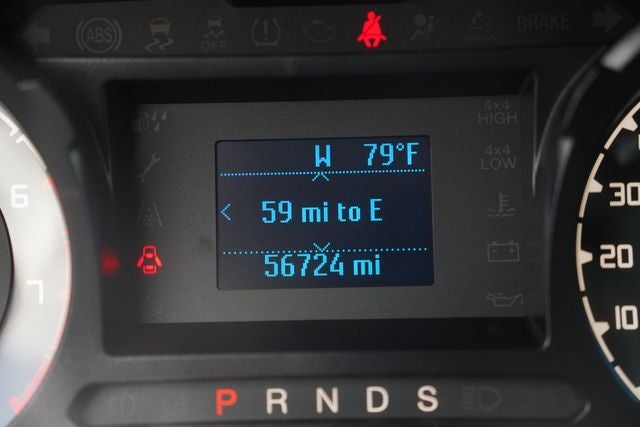 ABS OFF BRAKE
4x4
HIGH
4x4
LOW
W 79°F
59 mi to E
56724 mi
6
7
30
20
10
P R N D S